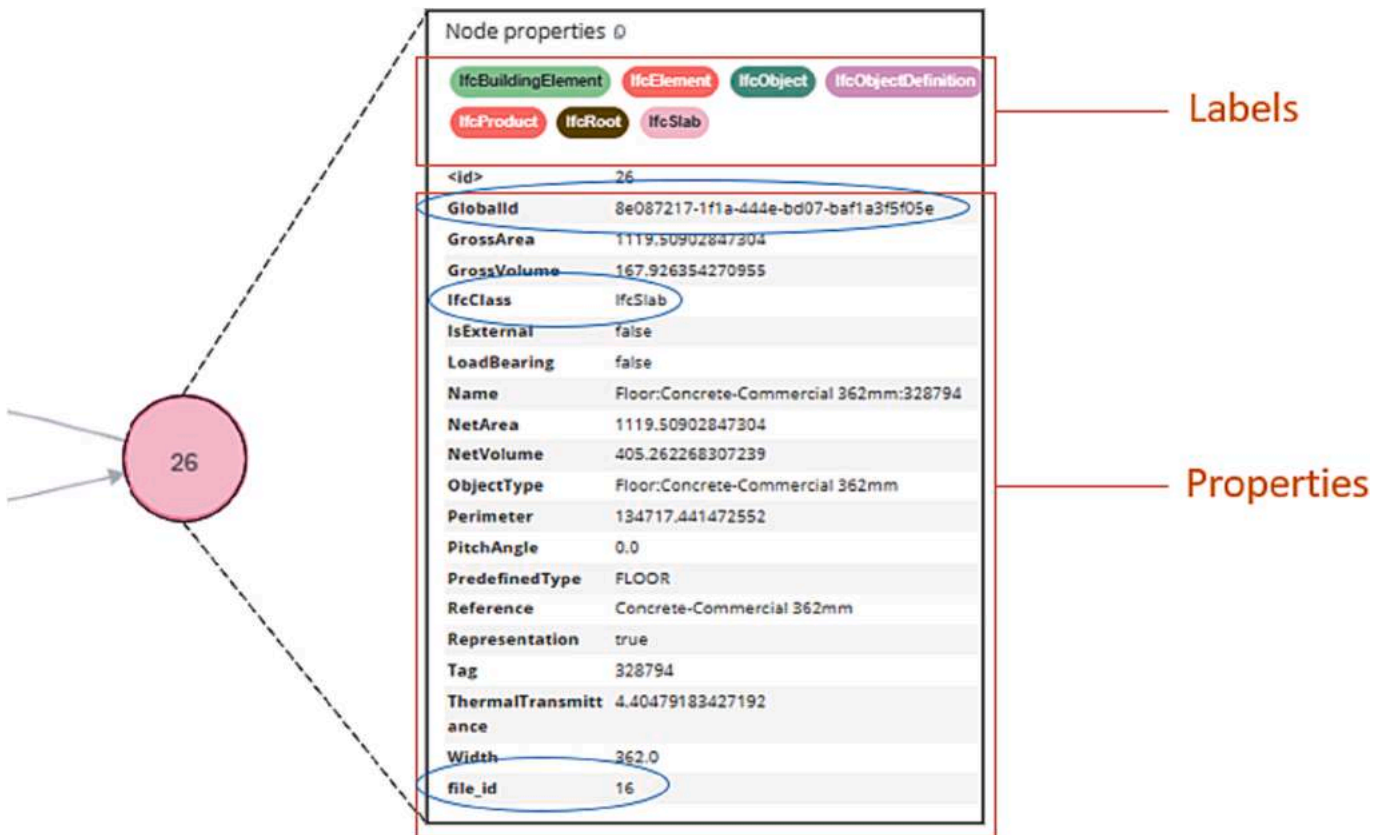 Node properties
IfcBuildingElement IfcElement IfcObject IfcObjectDefinition
IfcProduct IfcRoot IfcSlab
Labels
<id> 26
GlobalId 8e087217-1f1a-444e-bd07-baf1a3f5f05e
GrossArea 1119.50902847304
GrossVolume 167.926354270955
IfcClass IfcSlab
IsExternal false
LoadBearing false
Name Floor:Concrete-Commercial 362mm:328794
NetArea 1119.50902847304
NetVolume 405.262268307239
26
ObjectType Floor:Concrete-Commercial 362mm
Properties
Perimeter 134717.441472552
PitchAngle 0.0
PredefinedType FLOOR
Reference Concrete-Commercial 362mm
Representation true
Tag 328794
ThermalTransmitt 4.40479183427192
ance
Width 362.0
file_id 16